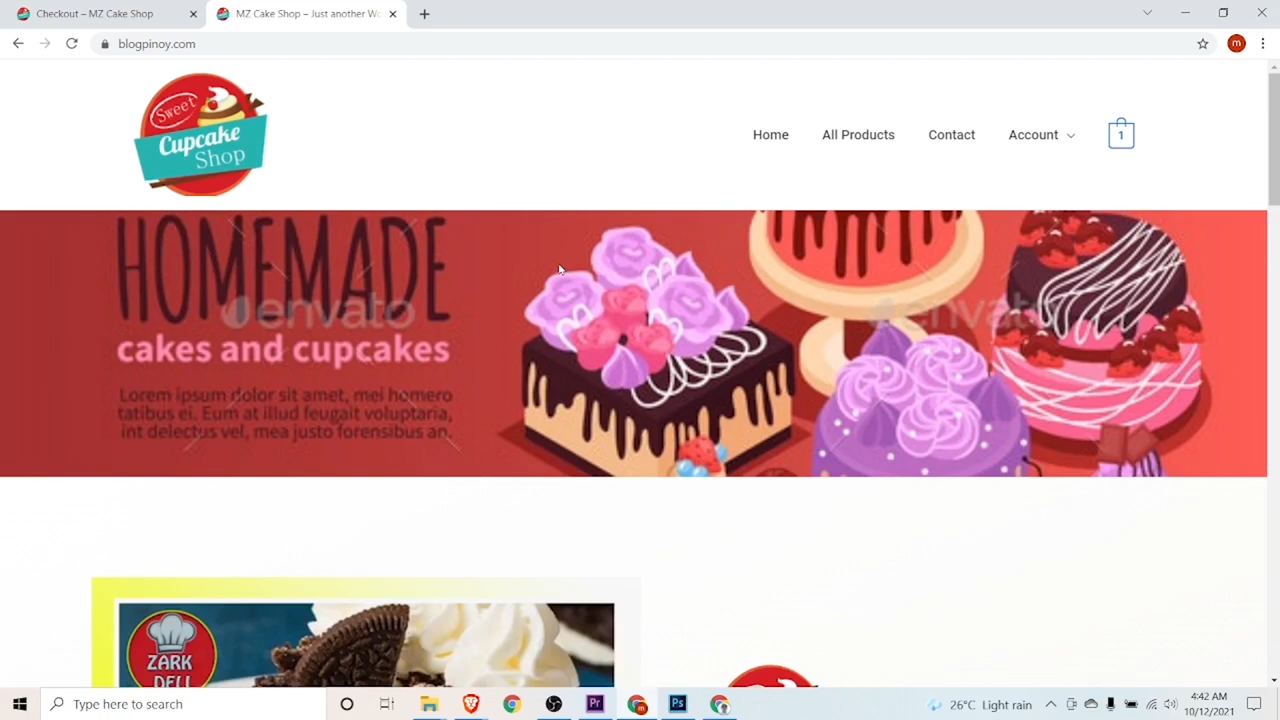 Checkout – MZ Cake Shop
MZ Cake Shop – Just another Wo
blogpinoy.com
m
Sweet
Cupcake
Shop
Home
All Products
Contact
Account
1
HOMEMADE
envato
envato
cakes and cupcakes
Lorem ipsum dolor sit amet, mei homero
tatibus ei. Eum at illud feugait voluptaria,
int delectus vel, mea justo forensibus an.
ZARK
DELI
Type here to search
Pr
m
Ps
26°C Light rain
4:42 AM
10/12/2021